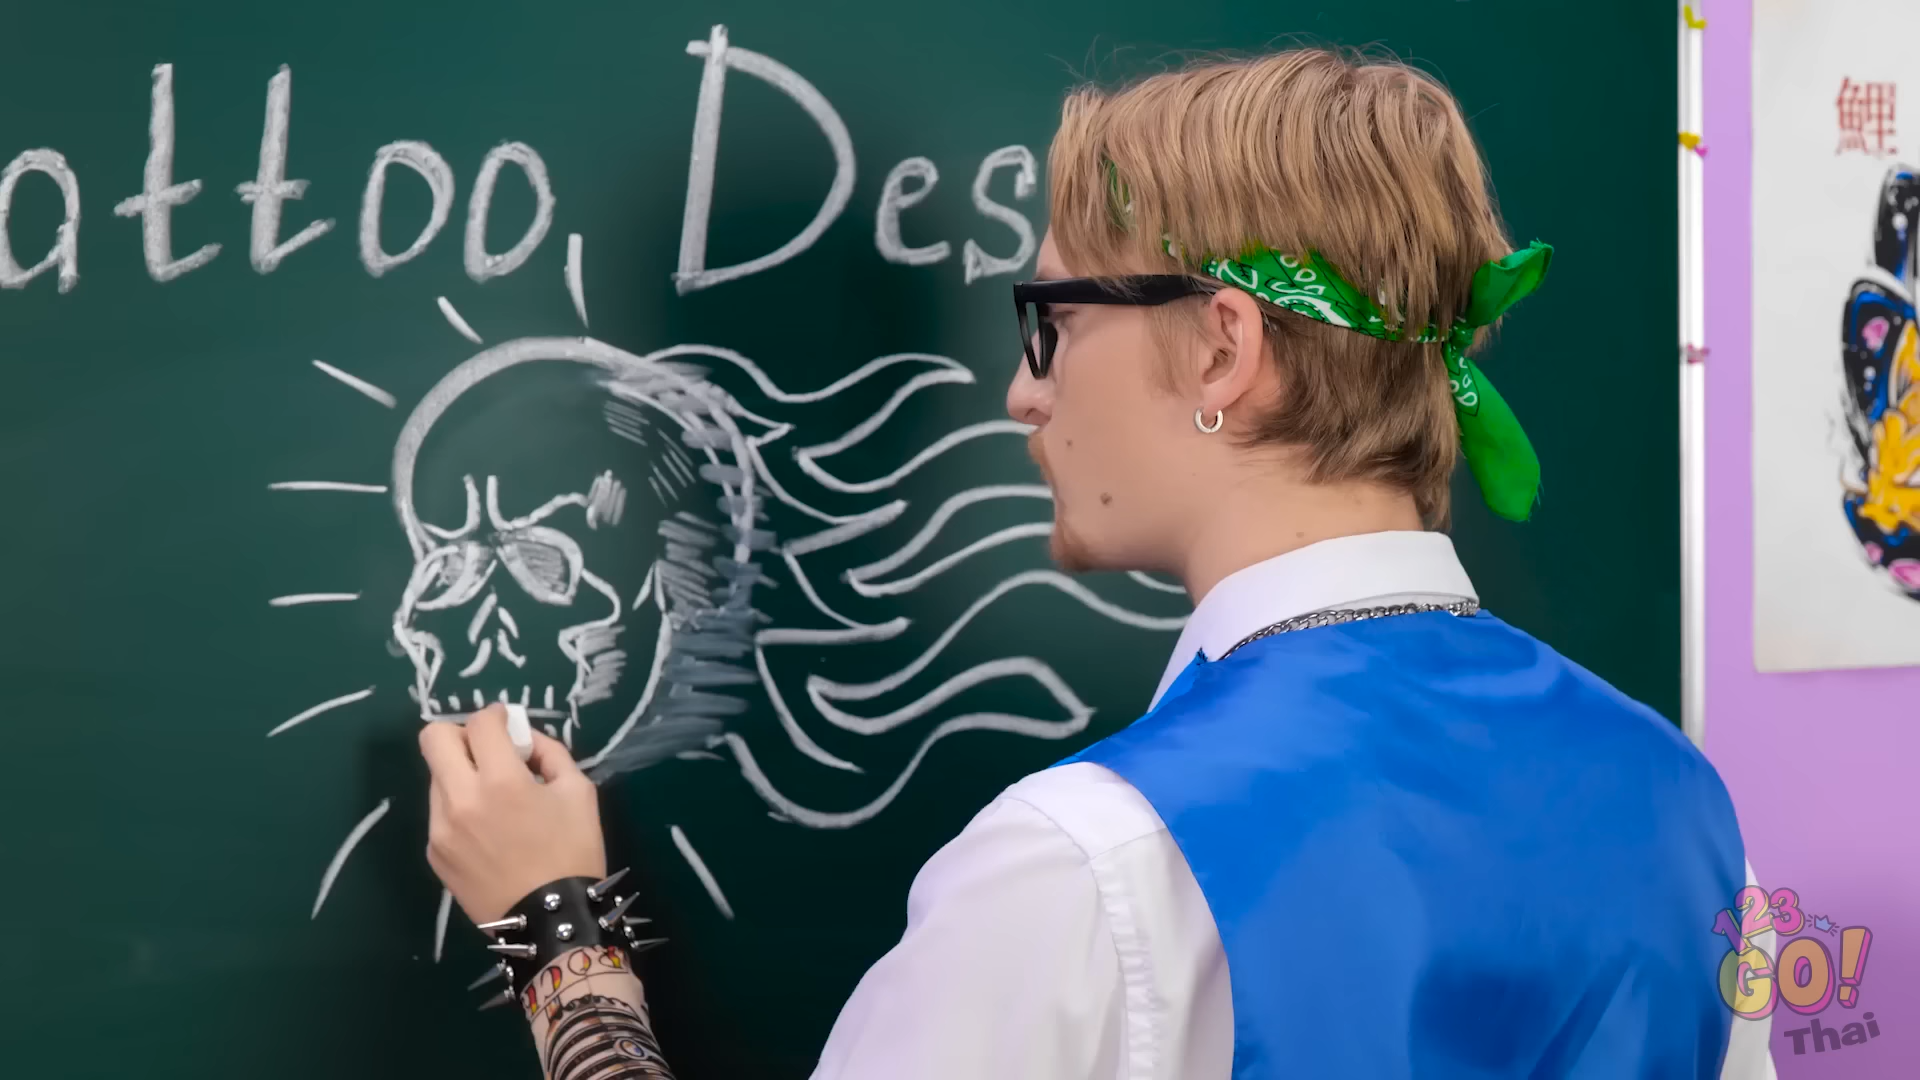 attoo, Des
鯉
123
GO!
Thai